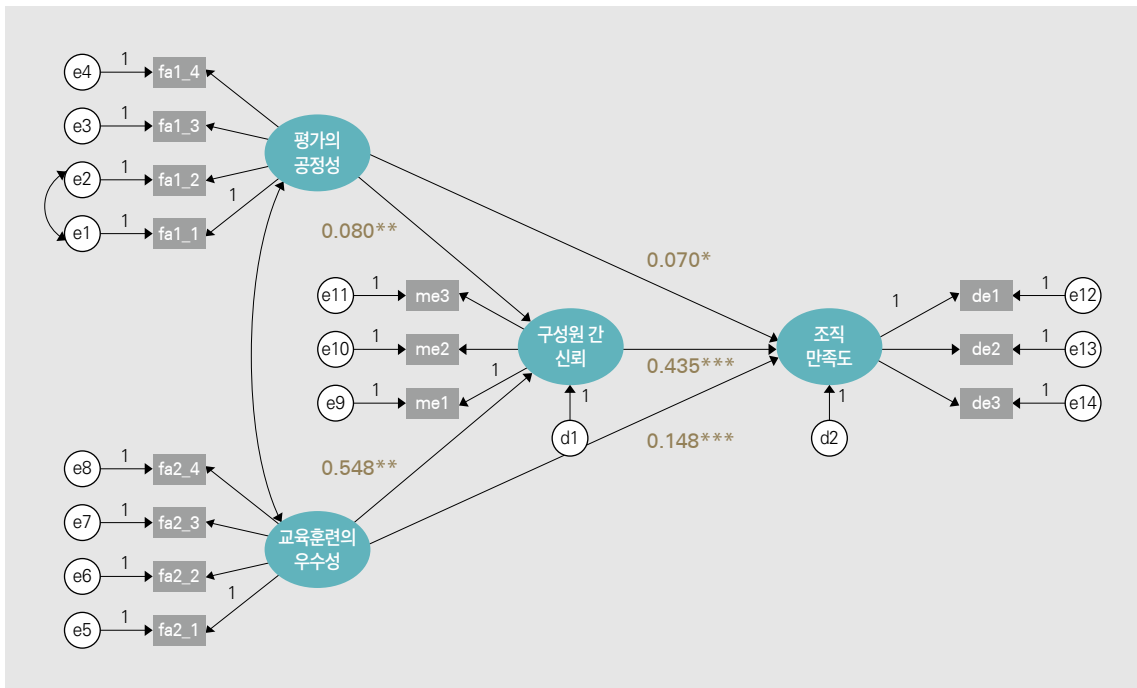 e4
1
fa1_4
e3
1
fa1_3
e2
1
fa1_2
e1
1
fa1_1
1
평가의
공정성
0.080**
0.070*
e11
1
me3
e10
1
me2
e9
1
me1
1
구성원 간
신뢰
1
d1
0.435***
0.148***
조직
만족도
1
d2
1
de1
1
e12
de2
1
e13
de3
1
e14
0.548**
e8
1
fa2_4
e7
1
fa2_3
e6
1
fa2_2
e5
1
fa2_1
1
교육훈련의
우수성